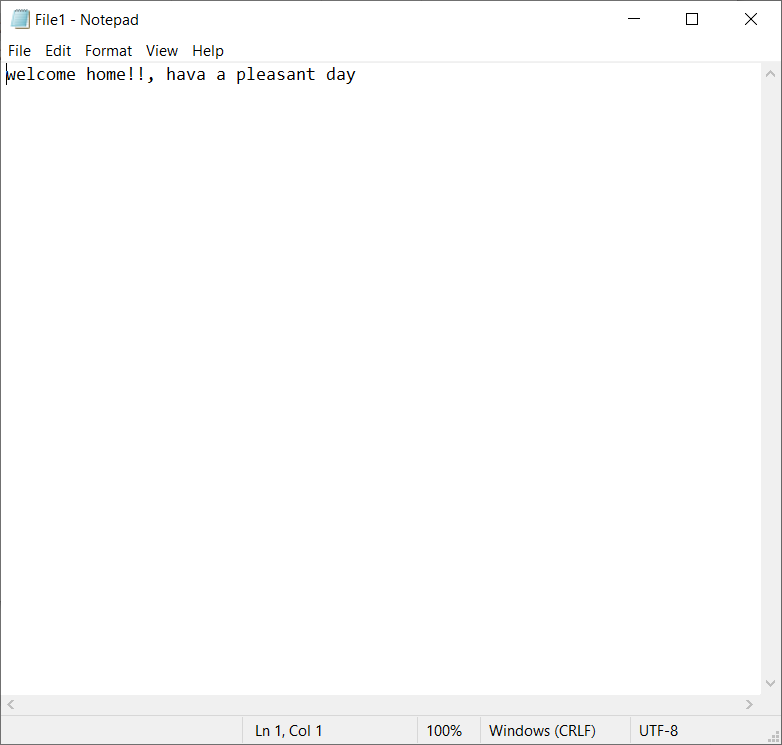 File1 - Notepad
File Edit Format View Help
welcome home!!, hava a pleasant day
Ln 1, Col 1 100% Windows (CRLF) UTF-8